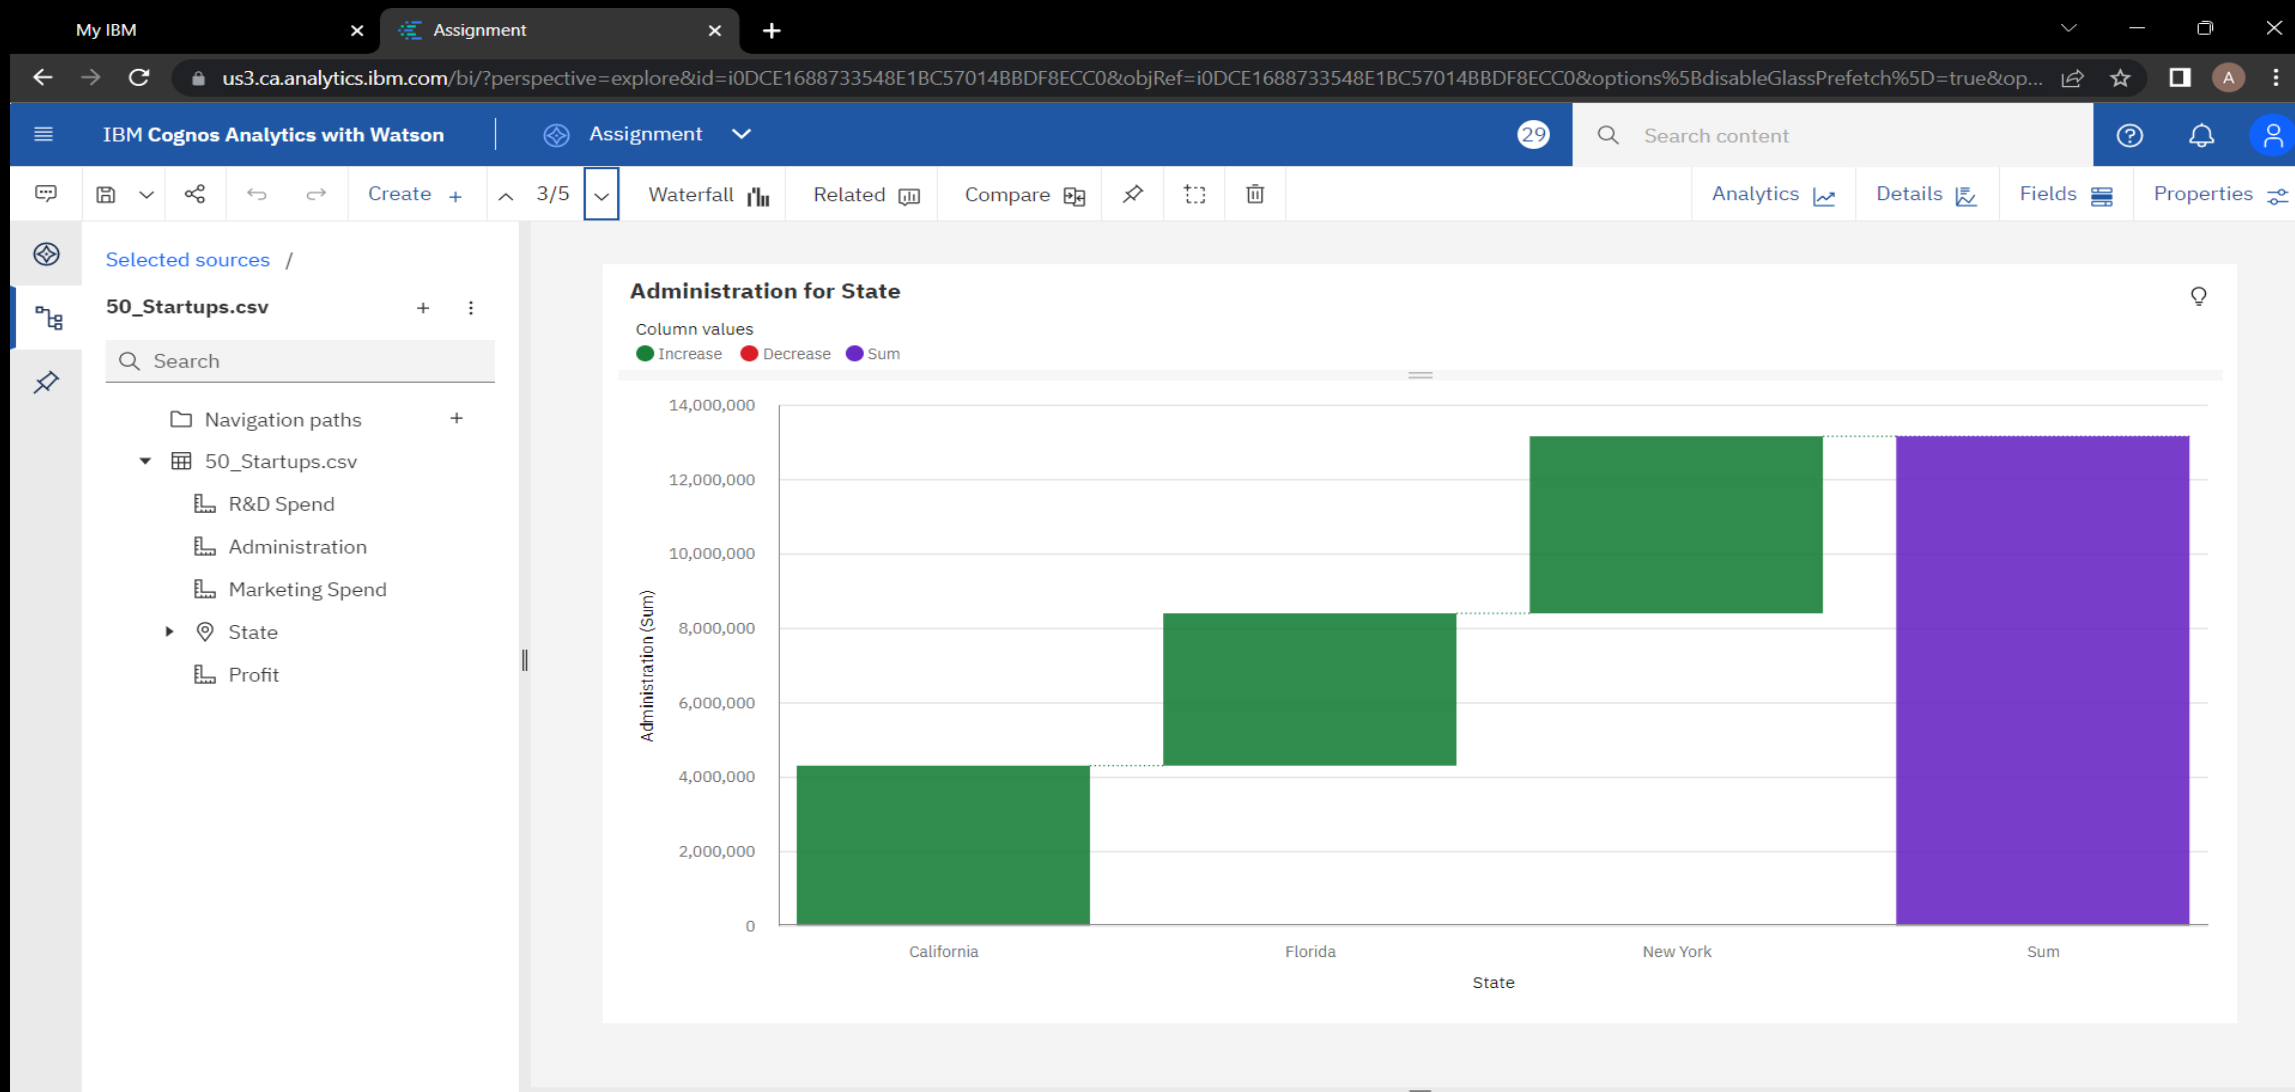 My IBM
Assignment
us3.ca.analytics.ibm.com/bi/?perspective=explore&id=i0DCE1688733548E1BC57014BBDF8ECC0&objRef=i0DCE1688733548E1BC57014BBDF8ECC0&options%5BdisableGlassPrefetch%5D=true&op...
A
IBM Cognos Analytics with Watson
Assignment
29
Search content
Create
3/5
Waterfall
Related
Compare
Analytics
Details
Fields
Properties
Selected sources /
50_Startups.csv
Search
Navigation paths
50_Startups.csv
R&D Spend
Administration
Marketing Spend
State
Profit
Administration for State
Column values
Increase Decrease Sum
14,000,000
12,000,000
10,000,000
8,000,000
6,000,000
4,000,000
2,000,000
0
Administration (Sum)
California Florida New York Sum
State